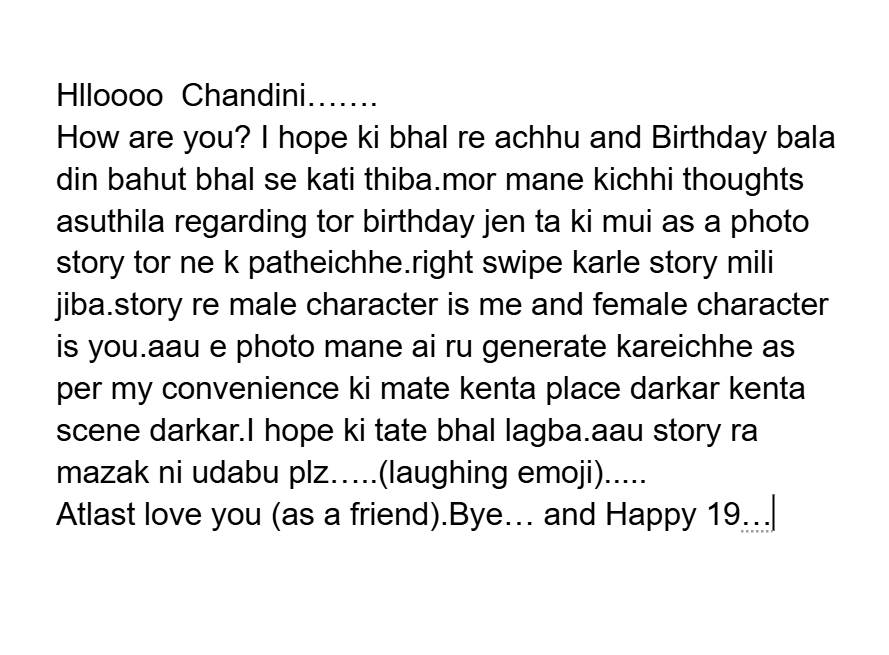 Hlloooo  Chandini…….
How are you? I hope ki bhal re achhu and Birthday bala
din bahut bhal se kati thiba.mor mane kichhi thoughts
asuthila regarding tor birthday jen ta ki mui as a photo
story tor ne k patheichhe.right swipe karle story mili
jiba.story re male character is me and female character
is you.aau e photo mane ai ru generate kareichhe as
per my convenience ki mate kenta place darkar kenta
scene darkar.I hope ki tate bhal lagba.aau story ra
mazak ni udabu plz…..(laughing emoji).....
Atlast love you (as a friend).Bye… and Happy 19…